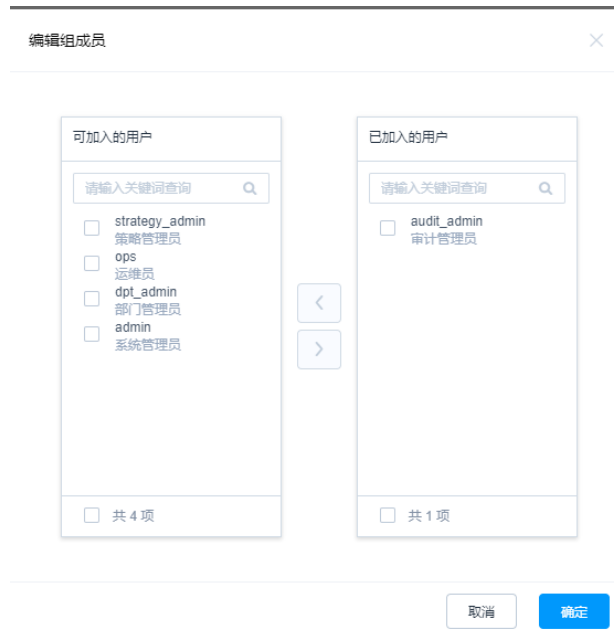 编辑组成员
可加入的用户
请输入关键词查询
strategy_admin
策略管理员
ops
运维员
dpt_admin
部门管理员
admin
系统管理员
共 4 项
已加入的用户
请输入关键词查询
audit_admin
审计管理员
共 1 项
取消
确定